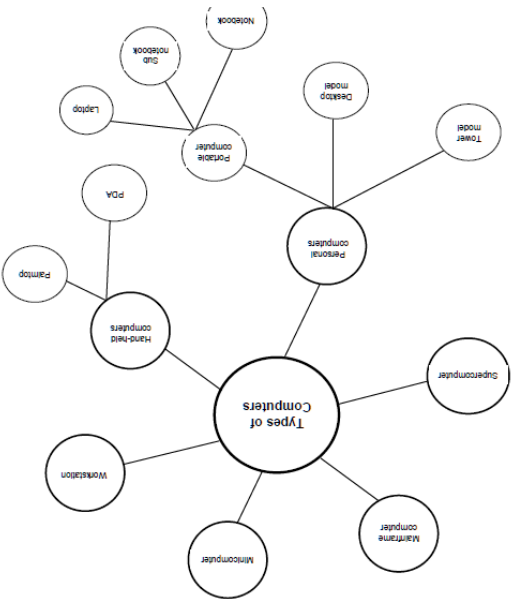 Minicomputer
Mainframe
computer
Workstation
Types of
Computers
Supercomputer
Hand-held
computers
Palmtop
Personal
computers
PDA
Portable
computer
Tower
model
Laptop
Desktop
model
Sub
notebook
Notebook